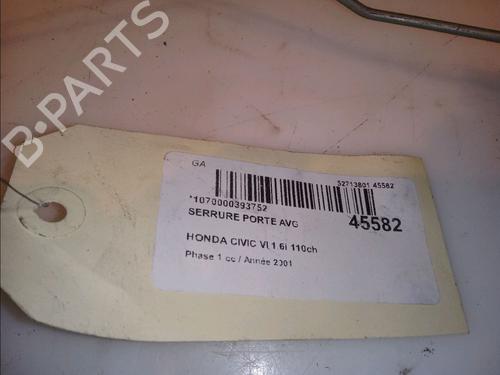 B-PARTS
GA
52713801 45582
*1070000393752
SERRURE PORTE AVG
45582
HONDA CIVIC VI 1.6i 110ch
Phase 1 cc / Année 2001